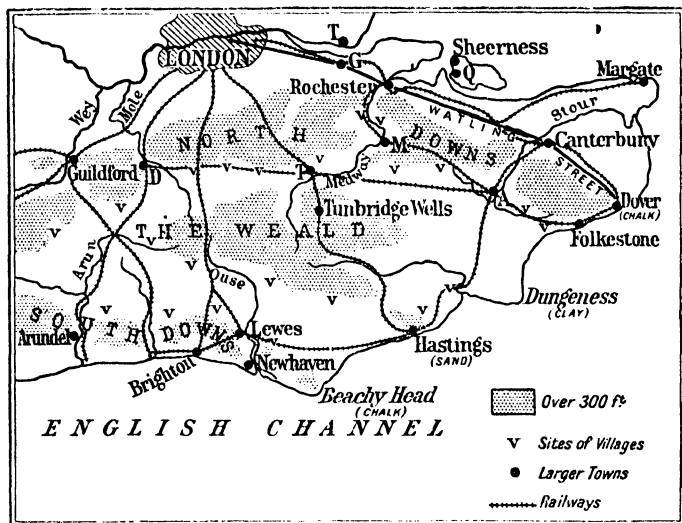 T
LONDON
G
Sheerness
Q
Rochester
Margate
Wey
Mole
WATLING
Stour
NORTH
DOWNS
M
Canterbury
STREET
Guildford
D
T
Medway
A
Dover
(CHALK)
Tunbridge Wells
Folkestone
THE WEALD
V
Arun
Ouse
Dungeness
(CLAY)
SOUTH DOWNS
Arundel
Lewes
Hastings
(SAND)
Brighton
Newhaven
Beachy Head
(CHALK)
ENGLISH CHANNEL
Over 300 ft.
v Sites of Villages
Larger Towns
Railways